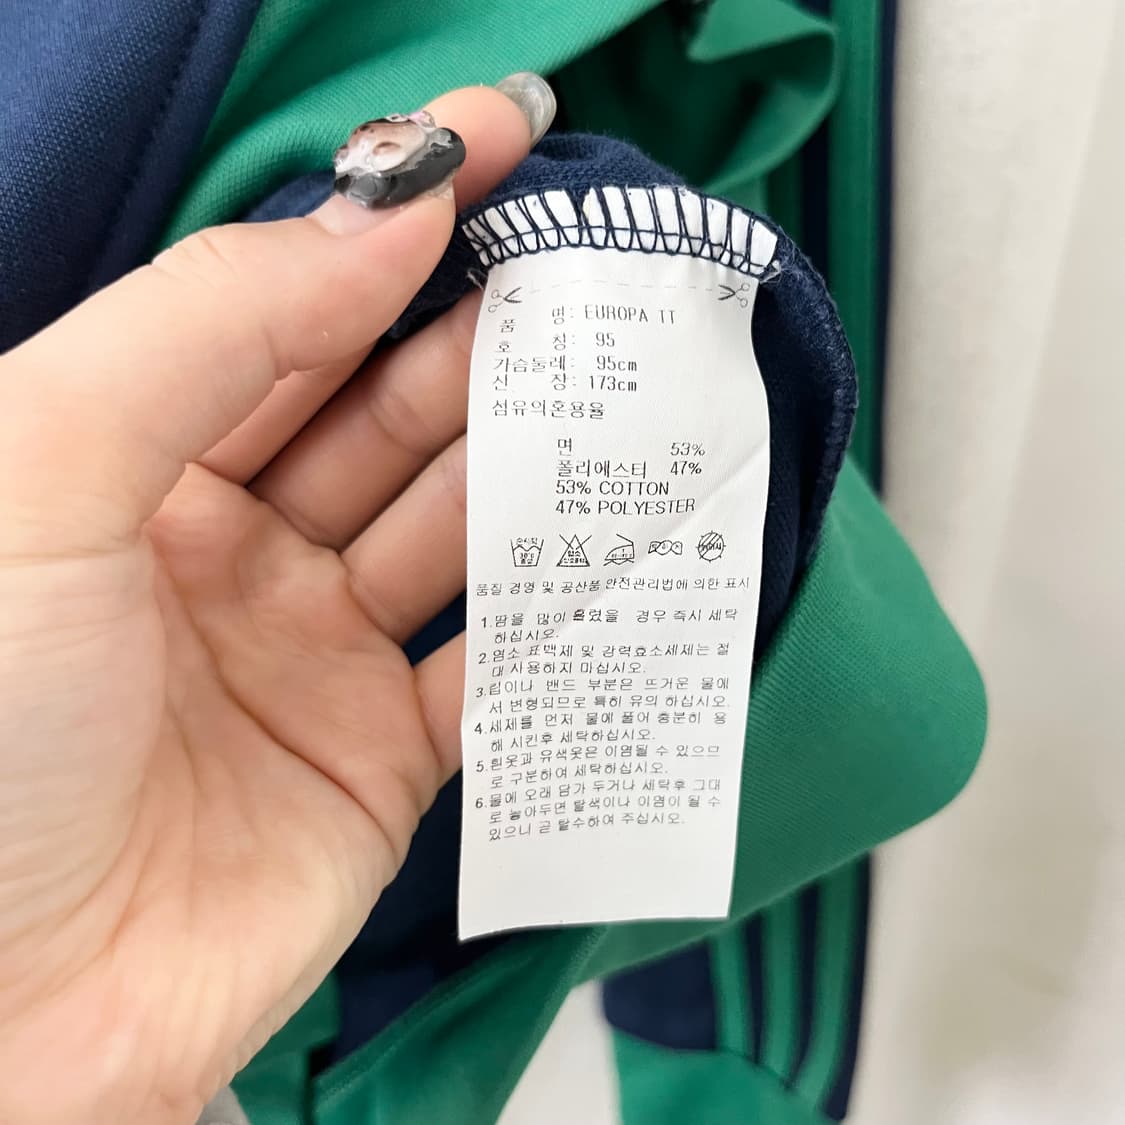 품 명: EUROPA TT
호 칭: 95
가슴둘레: 95cm
신 장: 173cm
섬유의혼용율
면 53%
폴리에스터 47%
53% COTTON
47% POLYESTER
30℃
품질 경영 및 공산품 안전관리법에 의한 표시
1.땀을 많이 흘렸을 경우 즉시 세탁
하십시오.
2.염소 표백제 및 강력효소세제는 절
대 사용하지 마십시오.
3.립이나 밴드 부분은 뜨거운 물에
서 변형되므로 특히 유의 하십시오.
4.세제를 먼저 물에 풀어 충분히 용
해 시킨후 세탁하십시오.
5.흰옷과 유색옷은 이염될 수 있으므
로 구분하여 세탁하십시오.
6.물에 오래 담가 두거나 세탁후 그대
로 놓아두면 탈색이나 이염이 될 수
있으니 곧 탈수하여 주십시오.